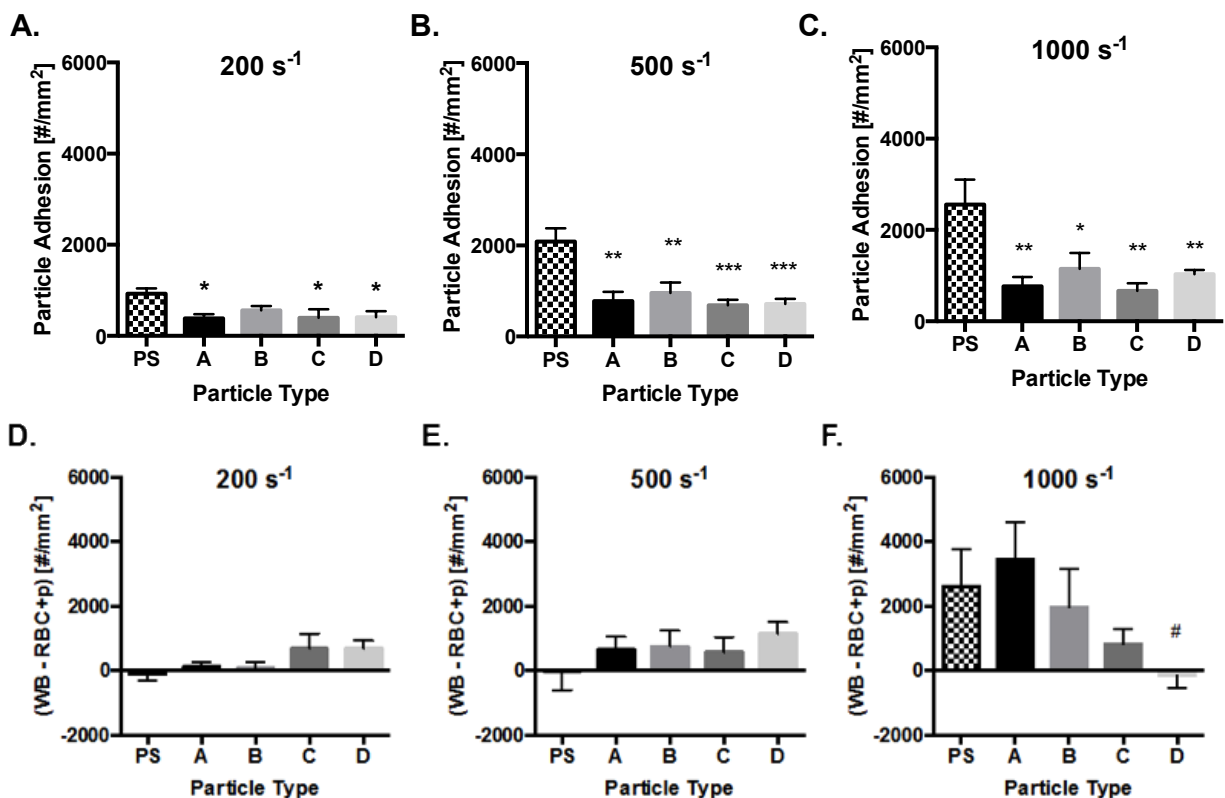 A.
200 s-1
Particle Adhesion [#/mm2]
6000
4000
2000
0
*
*
*
PS A B C D
Particle Type
B.
500 s-1
Particle Adhesion [#/mm2]
6000
4000
2000
0
**
**
***
***
PS A B C D
Particle Type
C.
1000 s-1
Particle Adhesion [#/mm2]
6000
4000
2000
0
**
*
**
**
PS A B C D
Particle Type
D.
200 s-1
(WB - RBC+p) [#/mm2]
6000
4000
2000
0
-2000
PS A B C D
Particle Type
E.
500 s-1
(WB - RBC+p) [#/mm2]
6000
4000
2000
0
-2000
PS A B C D
Particle Type
F.
1000 s-1
(WB - RBC+p) [#/mm2]
6000
4000
2000
0
-2000
#
PS A B C D
Particle Type